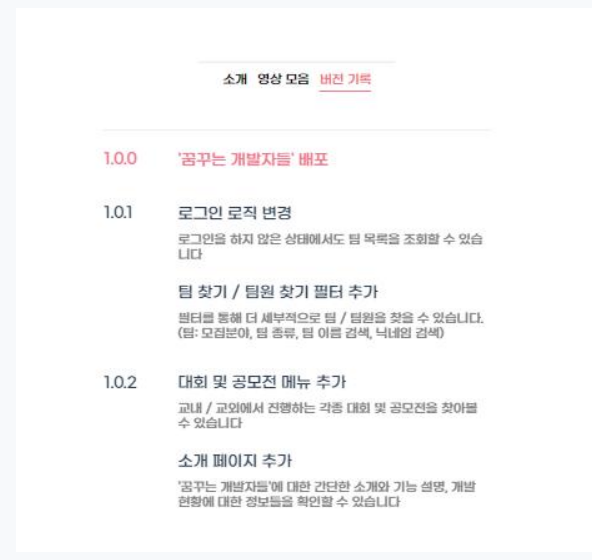 소개 영상 모음 버전 기록
1.0.0 '꿈꾸는 개발자들' 배포
1.0.1 로그인 로직 변경
로그인을 하지 않은 상태에서도 팀 목록을 조회할 수 있습
니다
팀 찾기 / 팀원 찾기 필터 추가
필터를 통해 더 세부적으로 팀 / 팀원을 찾을 수 있습니다.
(팀: 모집분야, 팀 종류, 팀 이름 검색, 닉네임 검색)
1.0.2 대회 및 공모전 메뉴 추가
교내 / 교외에서 진행하는 각종 대회 및 공모전을 찾아볼
수 있습니다
소개 페이지 추가
'꿈꾸는 개발자들'에 대한 간단한 소개와 기능 설명, 개발
현황에 대한 정보들을 확인할 수 있습니다